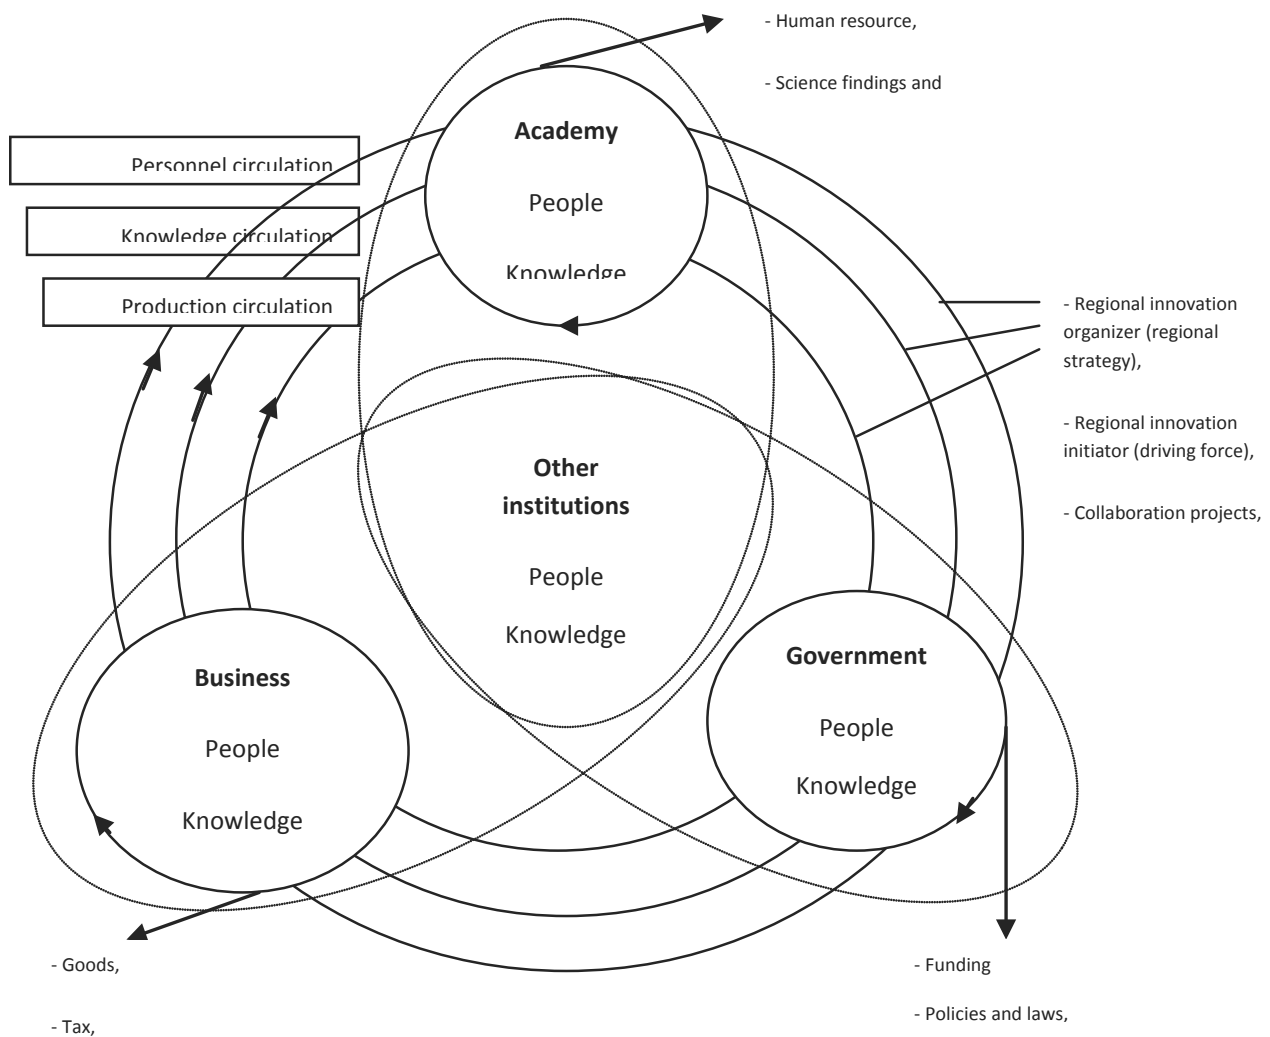 - Human resource,
- Science findings and
Academy
People
Knowledge
Personnel circulation
Knowledge circulation
Production circulation
- Regional innovation
organizer (regional
strategy),
- Regional innovation
initiator (driving force),
- Collaboration projects,
Other
institutions
People
Knowledge
Business
People
Knowledge
Government
People
Knowledge
- Goods,
- Tax,
- Funding
- Policies and laws,